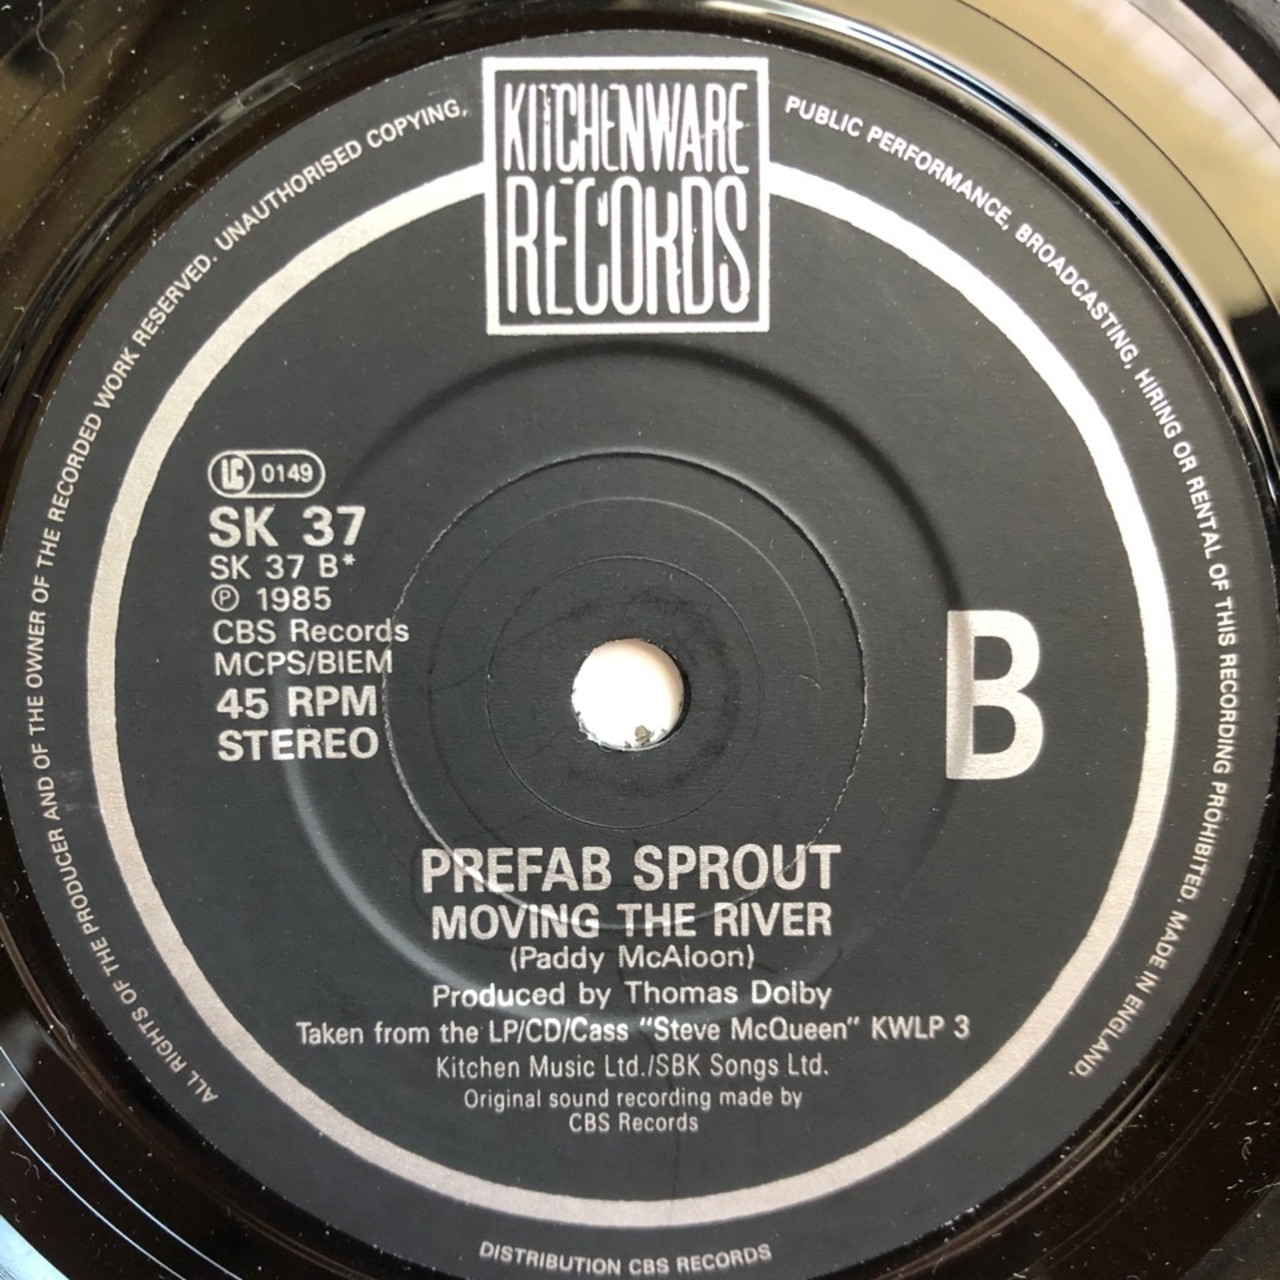 KITCHENWARE
RECORDS
ALL RIGHTS OF THE PRODUCER AND OF THE OWNER OF THE RECORDED WORK RESERVED. UNAUTHORISED COPYING, PUBLIC PERFORMANCE, BROADCASTING, HIRING OR RENTAL OF THIS RECORDING PROHIBITED. MADE IN ENGLAND.
LC 0149
SK 37
SK 37 B*
℗ 1985
CBS Records
MCPS/BIEM
45 RPM
STEREO
B
PREFAB SPROUT
MOVING THE RIVER
(Paddy McAloon)
Produced by Thomas Dolby
Taken from the LP/CD/Cass "Steve McQueen" KWLP 3
Kitchen Music Ltd./SBK Songs Ltd.
Original sound recording made by
CBS Records
DISTRIBUTION CBS RECORDS